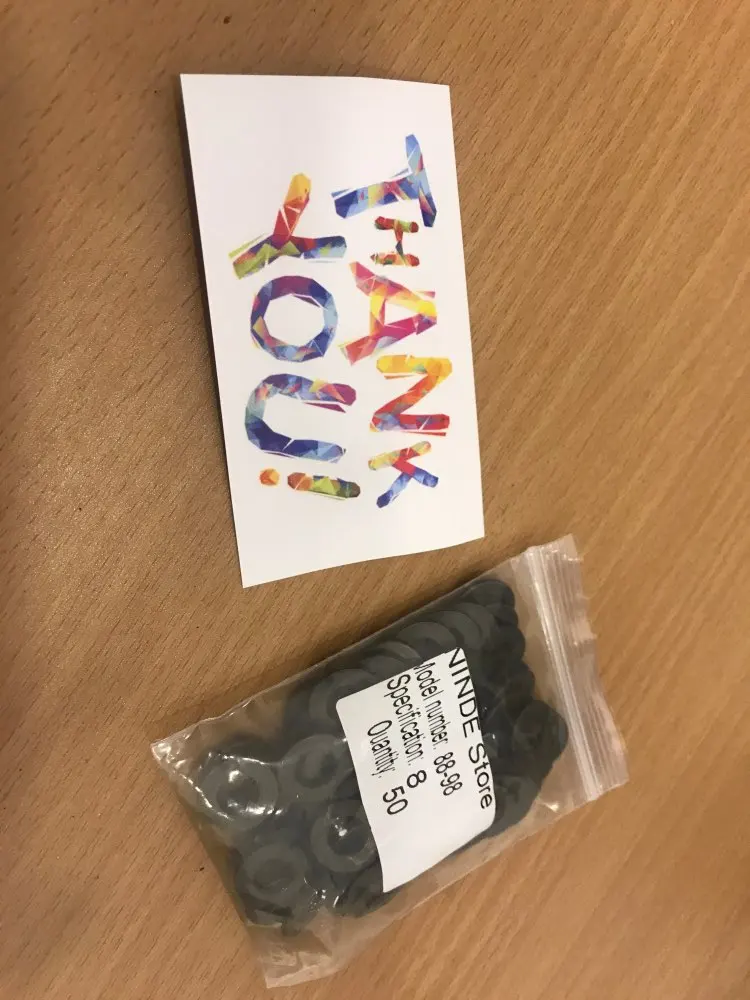 THANK
YOU!
NINDE Store
Model number: 88-98
Specification: 8
Quantity: 50